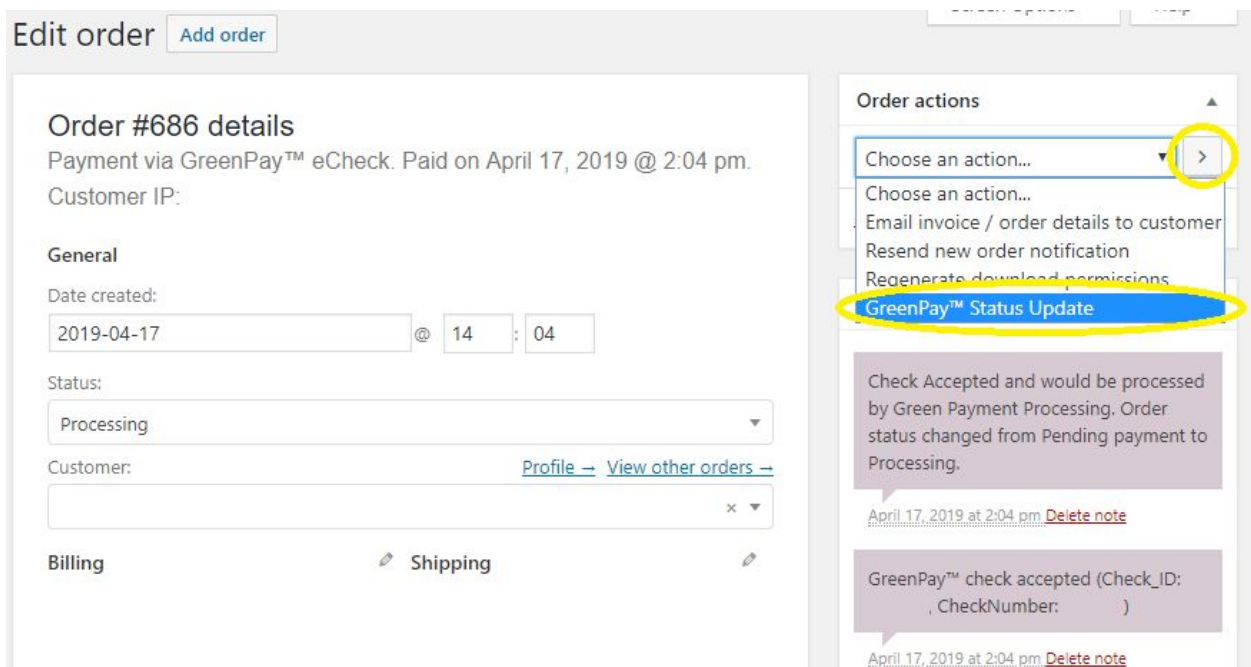 Edit order Add order
Order #686 details
Payment via GreenPay™ eCheck. Paid on April 17, 2019 @ 2:04 pm.
Customer IP:
General
Date created:
2019-04-17 @ 14 : 04
Status:
Processing
Customer: Profile → View other orders →
× 
Billing Shipping
Order actions
Choose an action...
Choose an action...
Email invoice / order details to customer
Resend new order notification
Regenerate download permissions
GreenPay™ Status Update
Check Accepted and would be processed
by Green Payment Processing. Order
status changed from Pending payment to
Processing.
April 17, 2019 at 2:04 pm Delete note
GreenPay™ check accepted (Check_ID:
, CheckNumber: )
April 17, 2019 at 2:04 pm Delete note